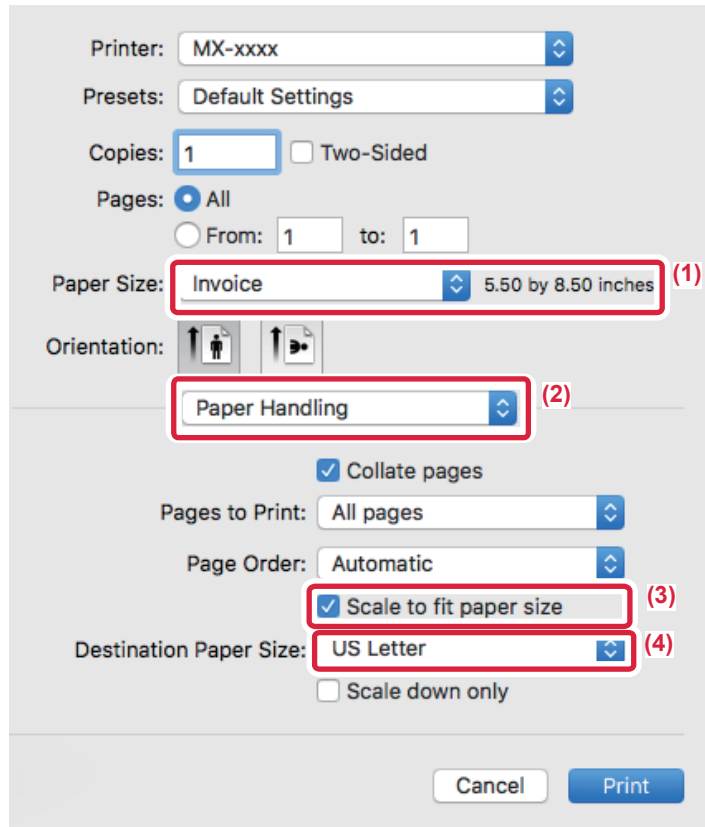 Printer: MX-xxxx
Presets: Default Settings
Copies: 1 Two-Sided
Pages: All
From: 1 to: 1
Paper Size: Invoice 5.50 by 8.50 inches (1)
Orientation:
Paper Handling (2)
Collate pages
Pages to Print: All pages
Page Order: Automatic
Scale to fit paper size (3)
Destination Paper Size: US Letter (4)
Scale down only
Cancel Print